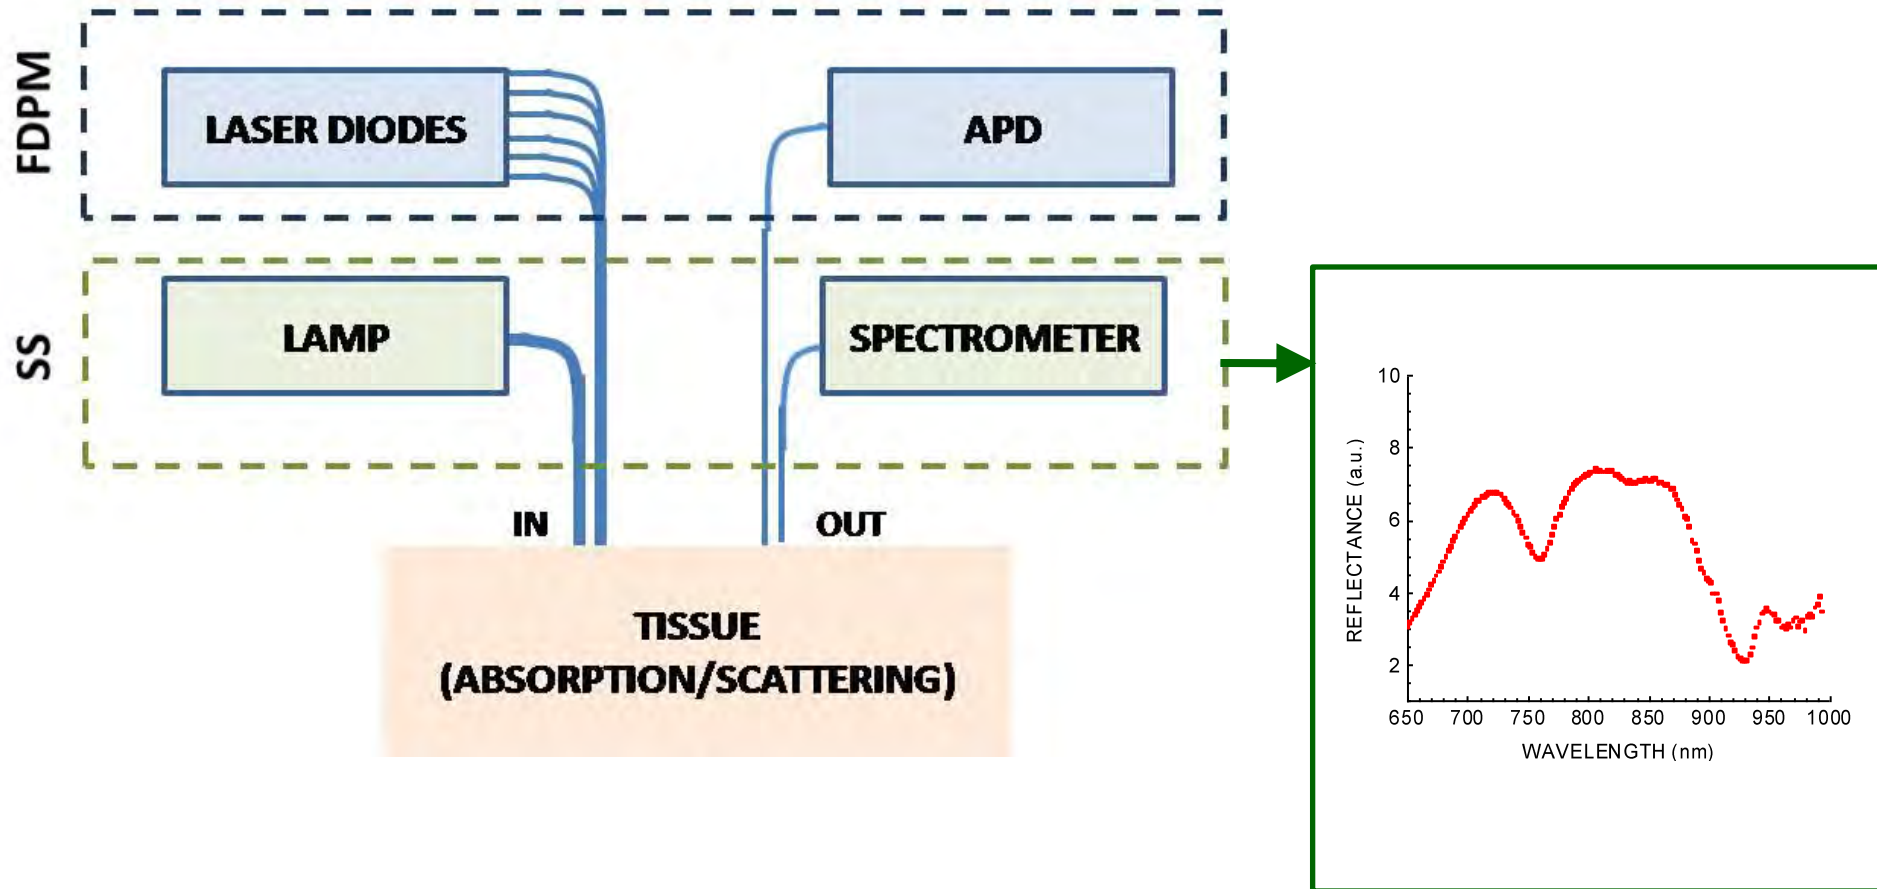 FDPM
LASER DIODES
APD
SS
LAMP
SPECTROMETER
IN
OUT
TISSUE
(ABSORPTION/SCATTERING)
REFLECTANCE (a.u.)
10
8
6
4
2
650 700 750 800 850 900 950 1000
WAVELENGTH (nm)